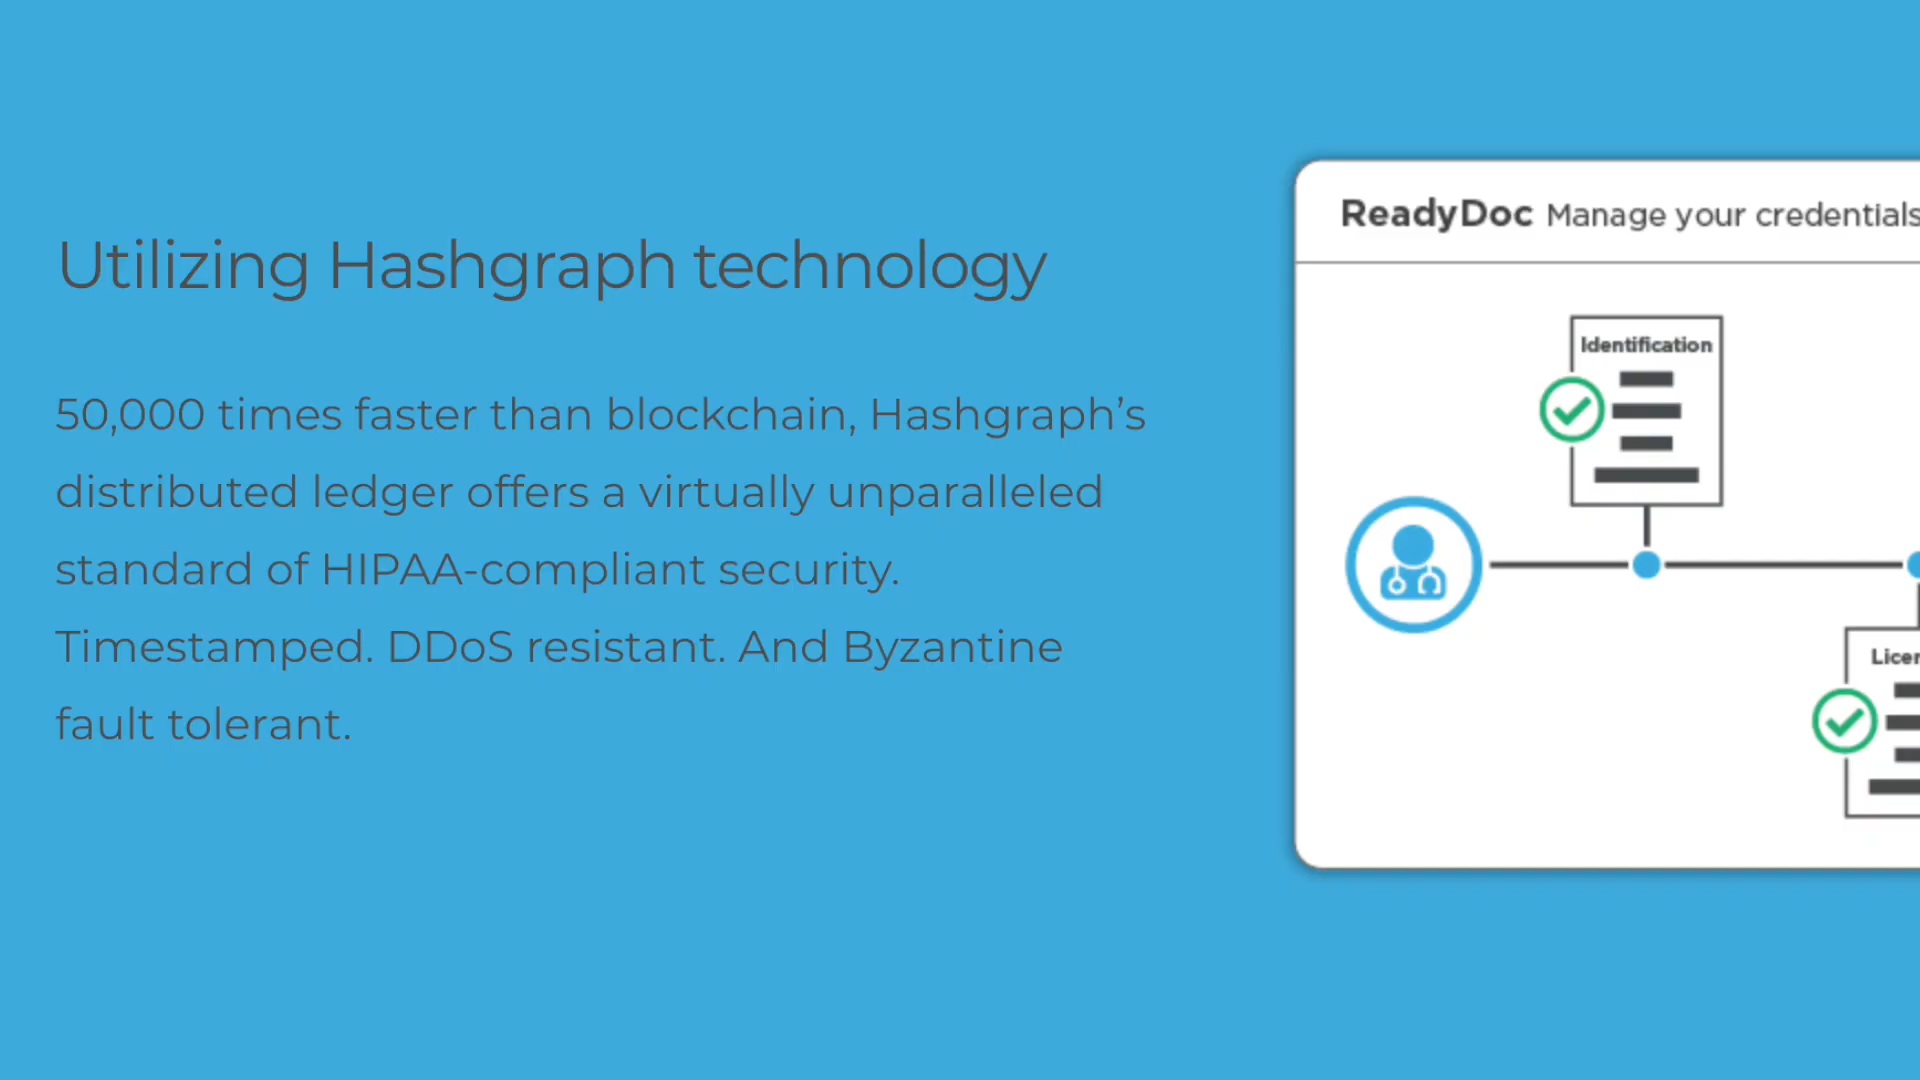 Utilizing Hashgraph technology
50,000 times faster than blockchain, Hashgraph’s
distributed ledger offers a virtually unparalleled
standard of HIPAA-compliant security.
Timestamped. DDoS resistant. And Byzantine
fault tolerant.
ReadyDoc Manage your credentials
Identification